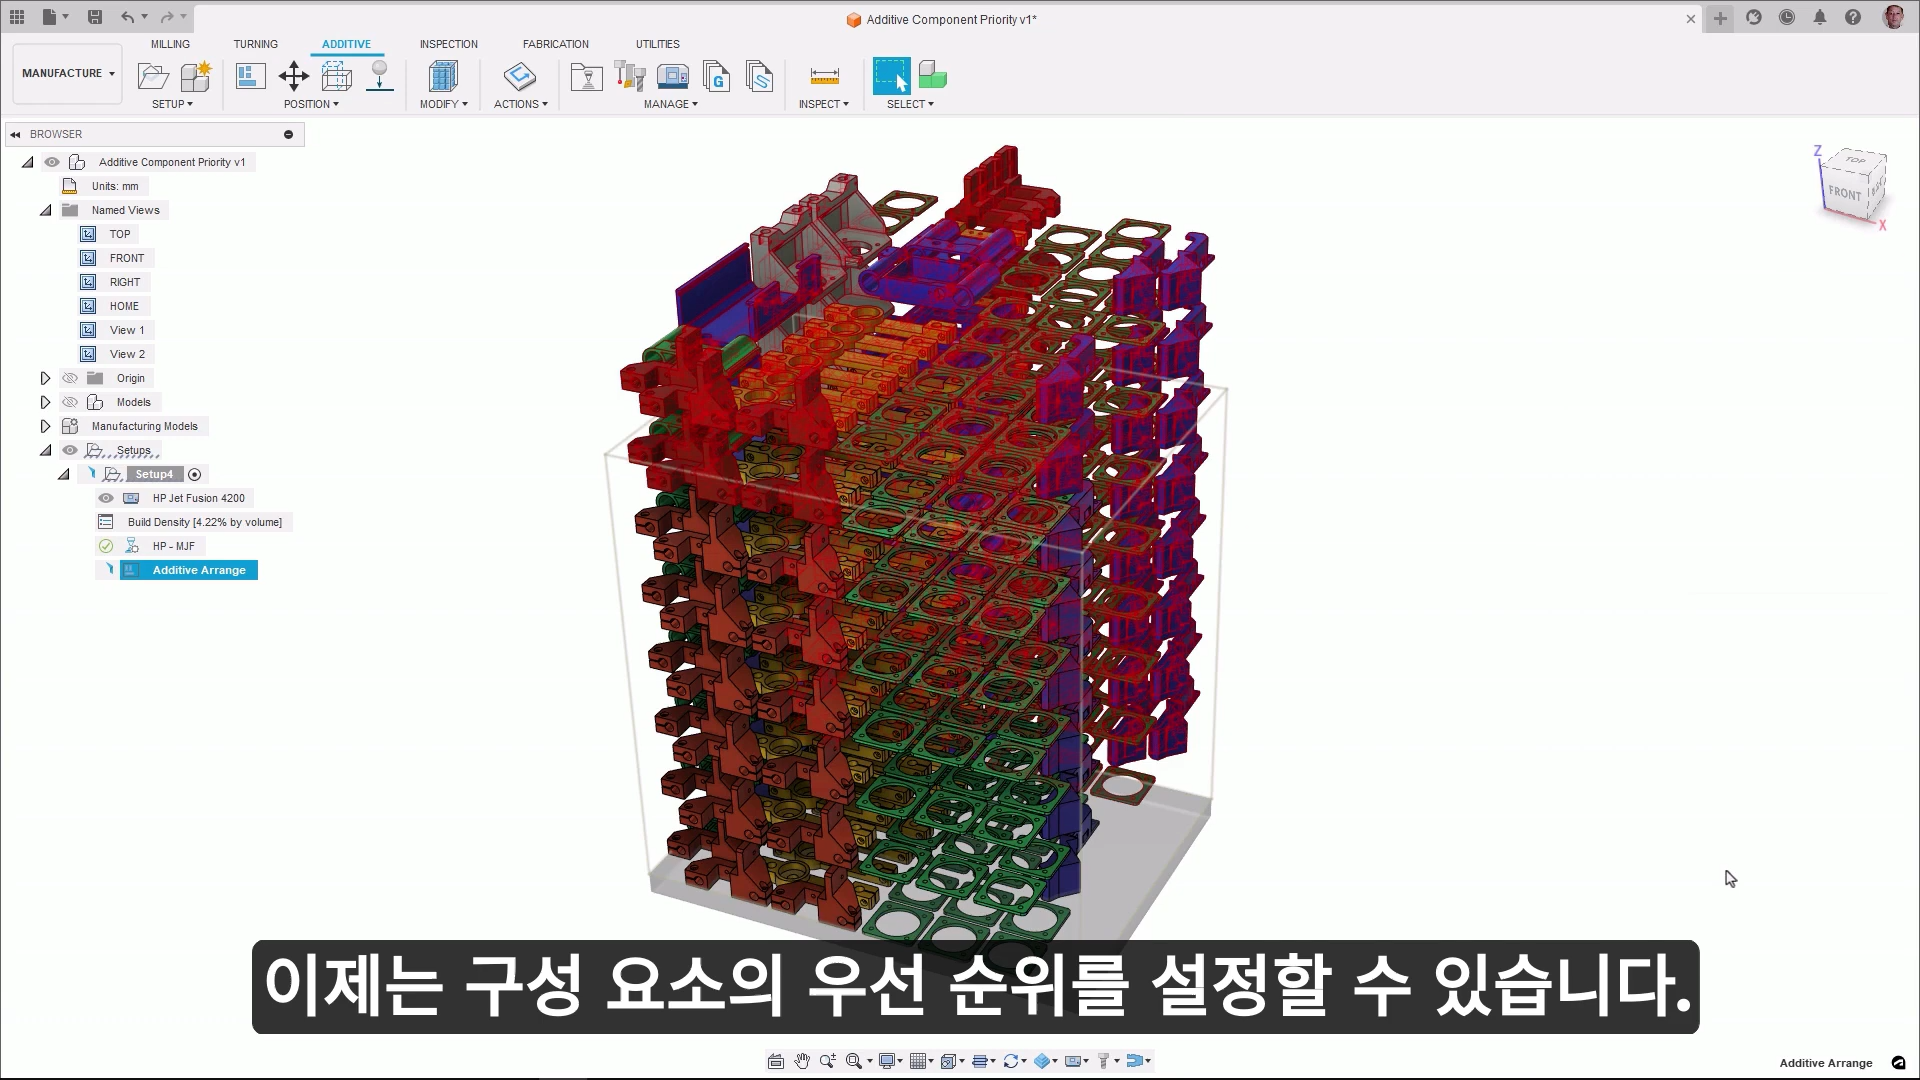 Additive Component Priority v1*
MILLING
TURNING
ADDITIVE
INSPECTION
FABRICATION
UTILITIES
MANUFACTURE
SETUP
POSITION
MODIFY
ACTIONS
MANAGE
INSPECT
SELECT
BROWSER
Additive Component Priority v1
Units: mm
Named Views
TOP
FRONT
RIGHT
HOME
View 1
View 2
Origin
Models
Manufacturing Models
Setups
Setup4
HP Jet Fusion 4200
Build Density [4.22% by volume]
HP - MJF
Additive Arrange
Z
TOP
FRONT
X
이제는 구성 요소의 우선 순위를 설정할 수 있습니다.
Additive Arrange